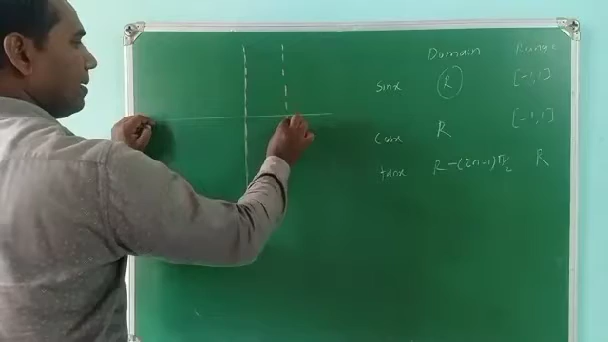 Domain Range
sinx R [-1,1]
cosx R [-1,1]
tanx R-(2n-1)π/2 R